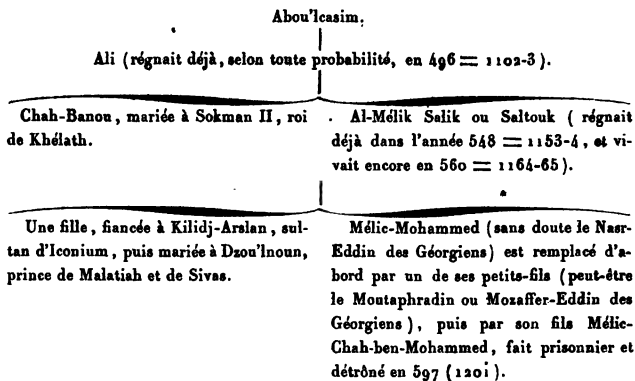 Abou'lcasim.
Ali (régnait déjà, selon toute probabilité, en 496 = 1102-3).
Chah-Banou, mariée à Sokman II, roi
de Khélath.
Al-Mélik Salik ou Saltouk (régnait
déjà dans l'année 548 = 1153-4, et vi-
vait encore en 560 = 1164-65).
Une fille, fiancée à Kilidj-Arslan, sul-
tan d'Iconium, puis mariée à Dzou'lnoun,
prince de Malatiah et de Sivas.
Mélic-Mohammed (sans doute le Nasr-
Eddin des Géorgiens) est remplacé d'a-
bord par un de ses petits-fils (peut-être
le Moutaphradin ou Mozaffer-Eddin des
Géorgiens), puis par son fils Mélic-
Chah-ben-Mohammed, fait prisonnier et
détrôné en 597 (1201).